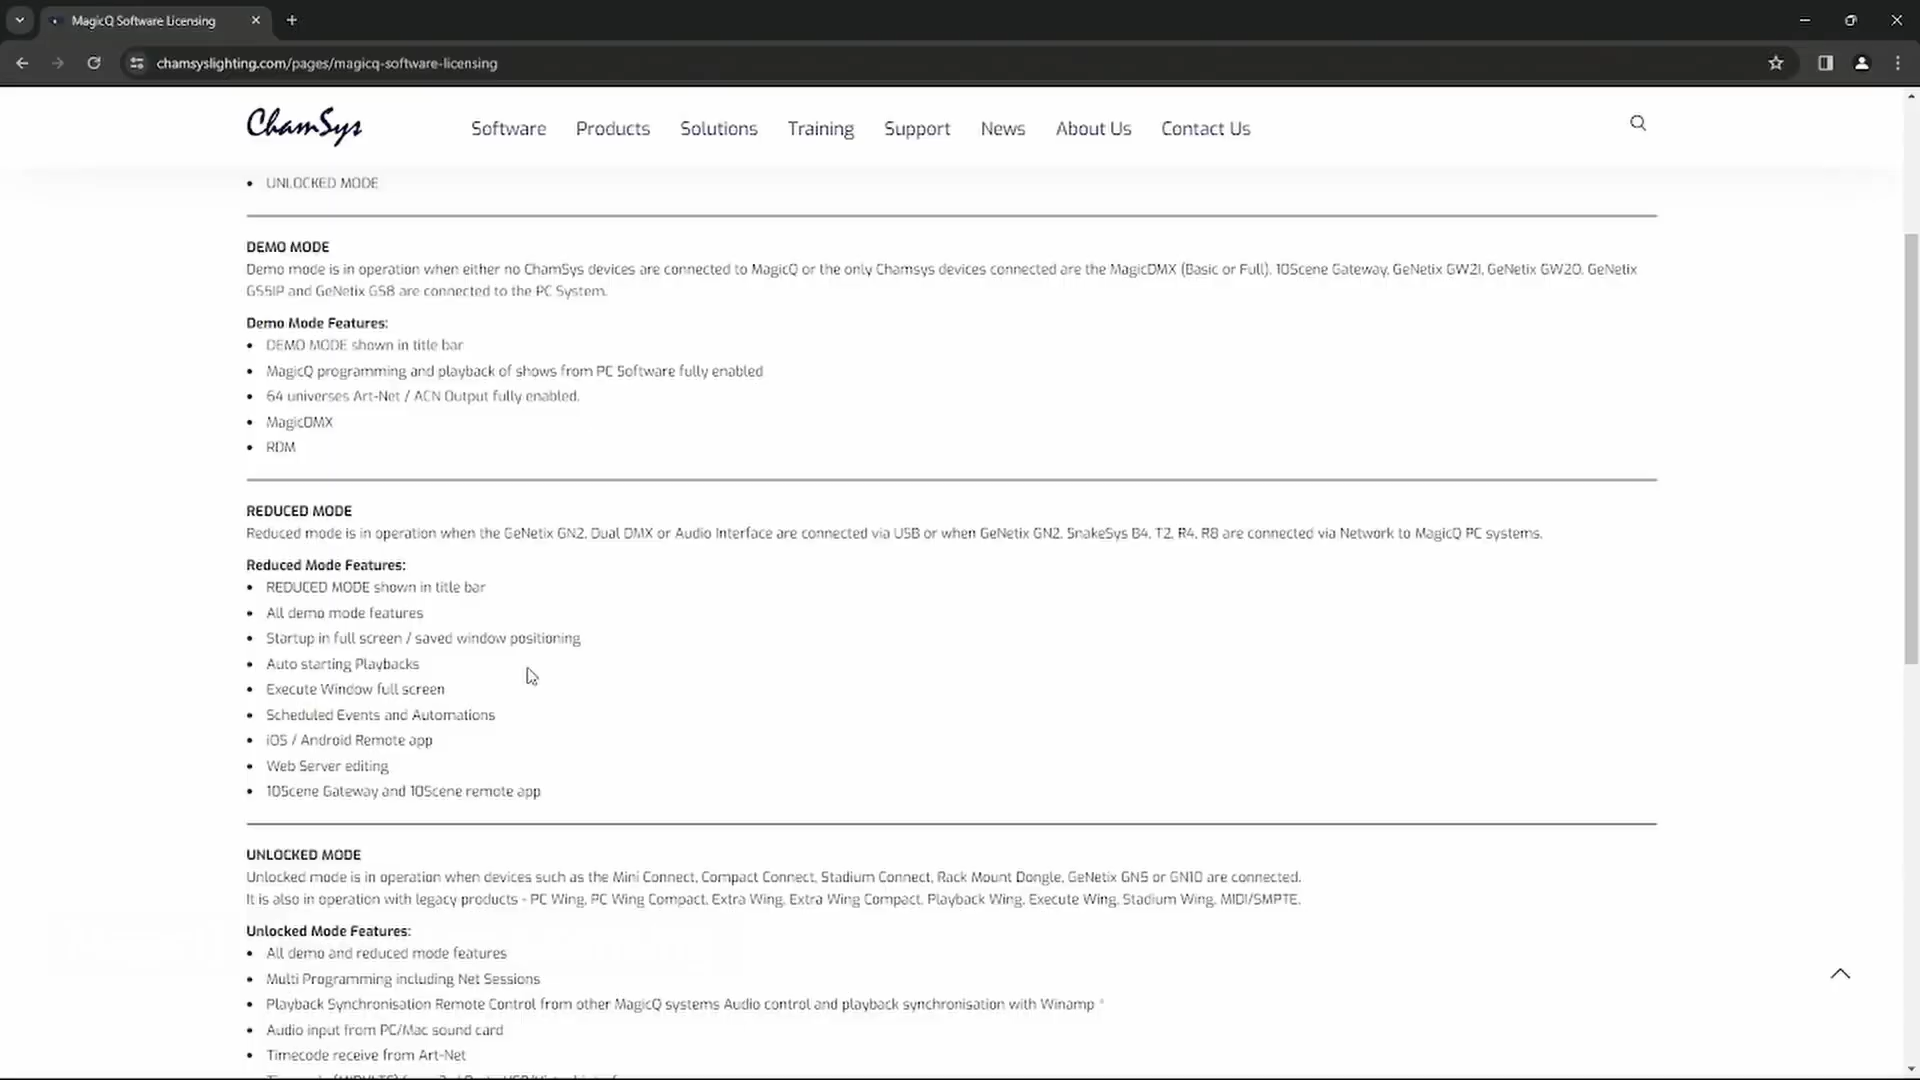 MagicQ Software Licensing
chamsyslighting.com/pages/magicq-software-licensing
ChamSys
Software Products Solutions Training Support News About Us Contact Us
• UNLOCKED MODE
DEMO MODE
Demo mode is in operation when either no ChamSys devices are connected to MagicQ or the only Chamsys devices connected are the MagicDMX (Basic or Full), 10Scene Gateway, GeNetix GW21, GeNetix GW20, GeNetix
GS5IP and GeNetix GS8 are connected to the PC System.
Demo Mode Features:
• DEMO MODE shown in title bar
• MagicQ programming and playback of shows from PC Software fully enabled
• 64 universes Art-Net / ACN Output fully enabled.
• MagicDMX
• RDM
REDUCED MODE
Reduced mode is in operation when the GeNetix GN2, Dual DMX or Audio Interface are connected via USB or when GeNetix GN2, SnakeSys B4, T2, R4, R8 are connected via Network to MagicQ PC systems.
Reduced Mode Features:
• REDUCED MODE shown in title bar
• All demo mode features
• Startup in full screen / saved window positioning
• Auto starting Playbacks
• Execute Window full screen
• Scheduled Events and Automations
• iOS / Android Remote app
• Web Server editing
• 10Scene Gateway and 10Scene remote app
UNLOCKED MODE
Unlocked mode is in operation when devices such as the Mini Connect, Compact Connect, Stadium Connect, Rack Mount Dongle, GeNetix GN5 or GN10 are connected.
It is also in operation with legacy products - PC Wing, PC Wing Compact, Extra Wing, Extra Wing Compact, Playback Wing, Execute Wing, Stadium Wing, MIDI/SMPTE.
Unlocked Mode Features:
• All demo and reduced mode features
• Multi Programming including Net Sessions
• Playback Synchronisation Remote Control from other MagicQ systems Audio control and playback synchronisation with Winamp *
• Audio input from PC/Mac sound card
• Timecode receive from Art-Net